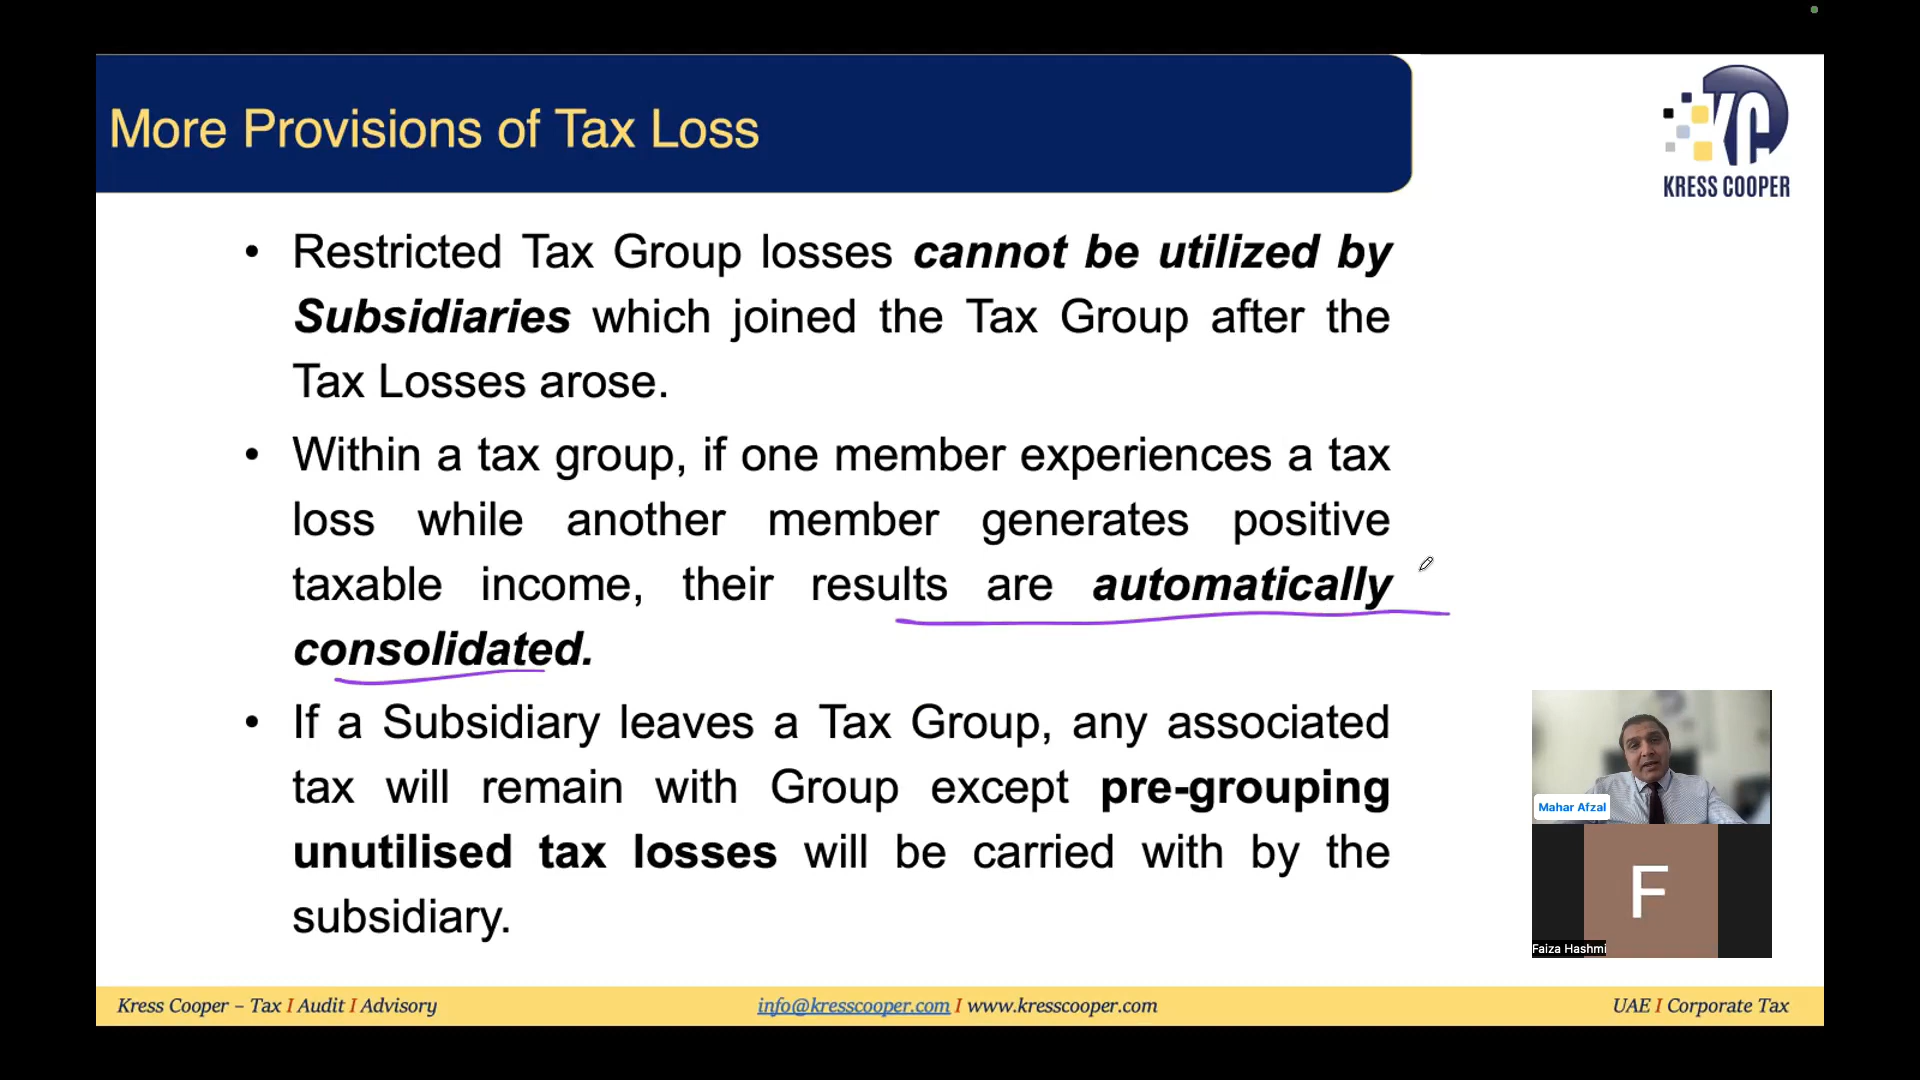 More Provisions of Tax Loss
KC
KRESS COOPER
• Restricted Tax Group losses cannot be utilized by
Subsidiaries which joined the Tax Group after the
Tax Losses arose.
• Within a tax group, if one member experiences a tax
loss while another member generates positive
taxable income, their results are automatically
consolidated.
• If a Subsidiary leaves a Tax Group, any associated
tax will remain with Group except pre-grouping
unutilised tax losses will be carried with by the
subsidiary.
Mahar Afzal
F
Faiza Hashmi
Kress Cooper – Tax I Audit I Advisory
info@kresscooper.com I www.kresscooper.com
UAE I Corporate Tax